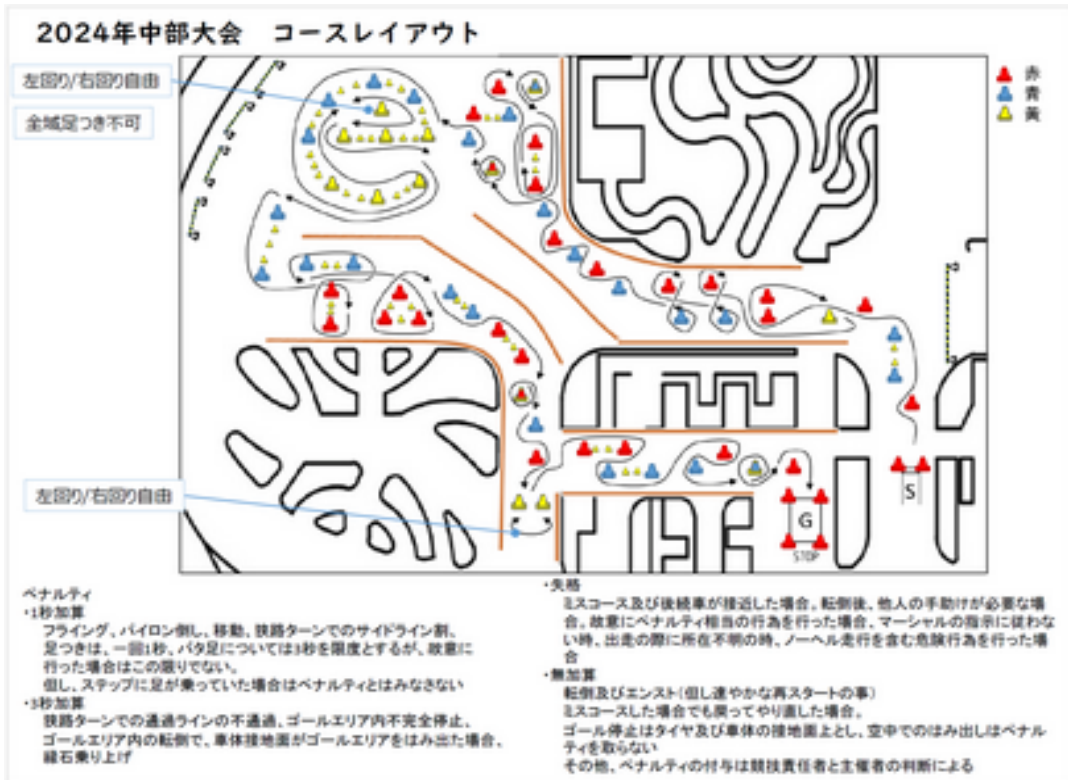 2024年中部大会　コースレイアウト
左回り/右回り自由
全域足つき不可
赤
青
黄
左回り/右回り自由
S
G
STOP
ペナルティ
・1秒加算
フライング、パイロン倒し、移動、狭路ターンでのサイドライン割、
足つきは、一回1秒、バタ足については3秒を限度とするが、故意に
行った場合はこの限りでない。
但し、ステップに足が乗っていた場合はペナルティとはみなさない
・3秒加算
狭路ターンでの通過ラインの不通過、ゴールエリア内不完全停止、
ゴールエリア内の転倒で、車体接地面がゴールエリアをはみ出た場合、
縁石乗り上げ
・失格
ミスコース及び後続車が接近した場合、転倒後、他人の手助けが必要な場
合、故意にペナルティ相当の行為を行った場合、マーシャルの指示に従わな
い時、出走の際に所在不明の時、ノーヘル走行を含む危険行為を行った場
合
・無加算
転倒及びエンスト(但し速やかな再スタートの事)
ミスコースした場合でも戻ってやり直した場合。
ゴール停止はタイヤ及び車体の接地面上とし、空中でのはみ出しはペナル
ティを取らない
その他、ペナルティの付与は競技責任者と主催者の判断による